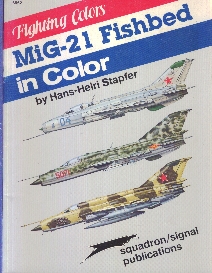 Fighting Colors
MiG-21 Fishbed
in Color
by Hans-Heiri Stapfer
squadron/signal
publications